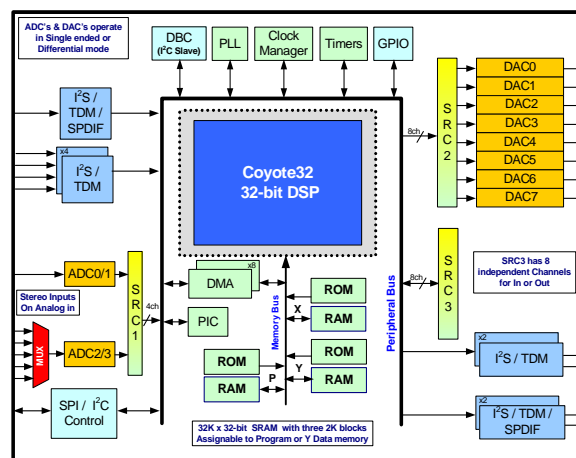 ADC's & DAC's operate
in Single ended or
Differential mode
DBC
(I²C Slave)
PLL
Clock
Manager
Timers
GPIO
I²S /
TDM /
SPDIF
x4
I²S /
TDM
Coyote32
32-bit DSP
8ch
SRC2
DAC0
DAC1
DAC2
DAC3
DAC4
DAC5
DAC6
DAC7
ADC0/1
Stereo Inputs
On Analog in
MUX
ADC2/3
SRC1
4ch
SPI / I²C
Control
x8
DMA
PIC
Memory Bus
ROM
X
RAM
ROM
RAM
P
ROM
Y
RAM
Peripheral Bus
8ch
SRC3
SRC3 has 8
independent Channels
for In or Out
x2
I²S / TDM
x2
I²S / TDM /
SPDIF
32K x 32-bit SRAM with three 2K blocks
Assignable to Program or Y Data memory